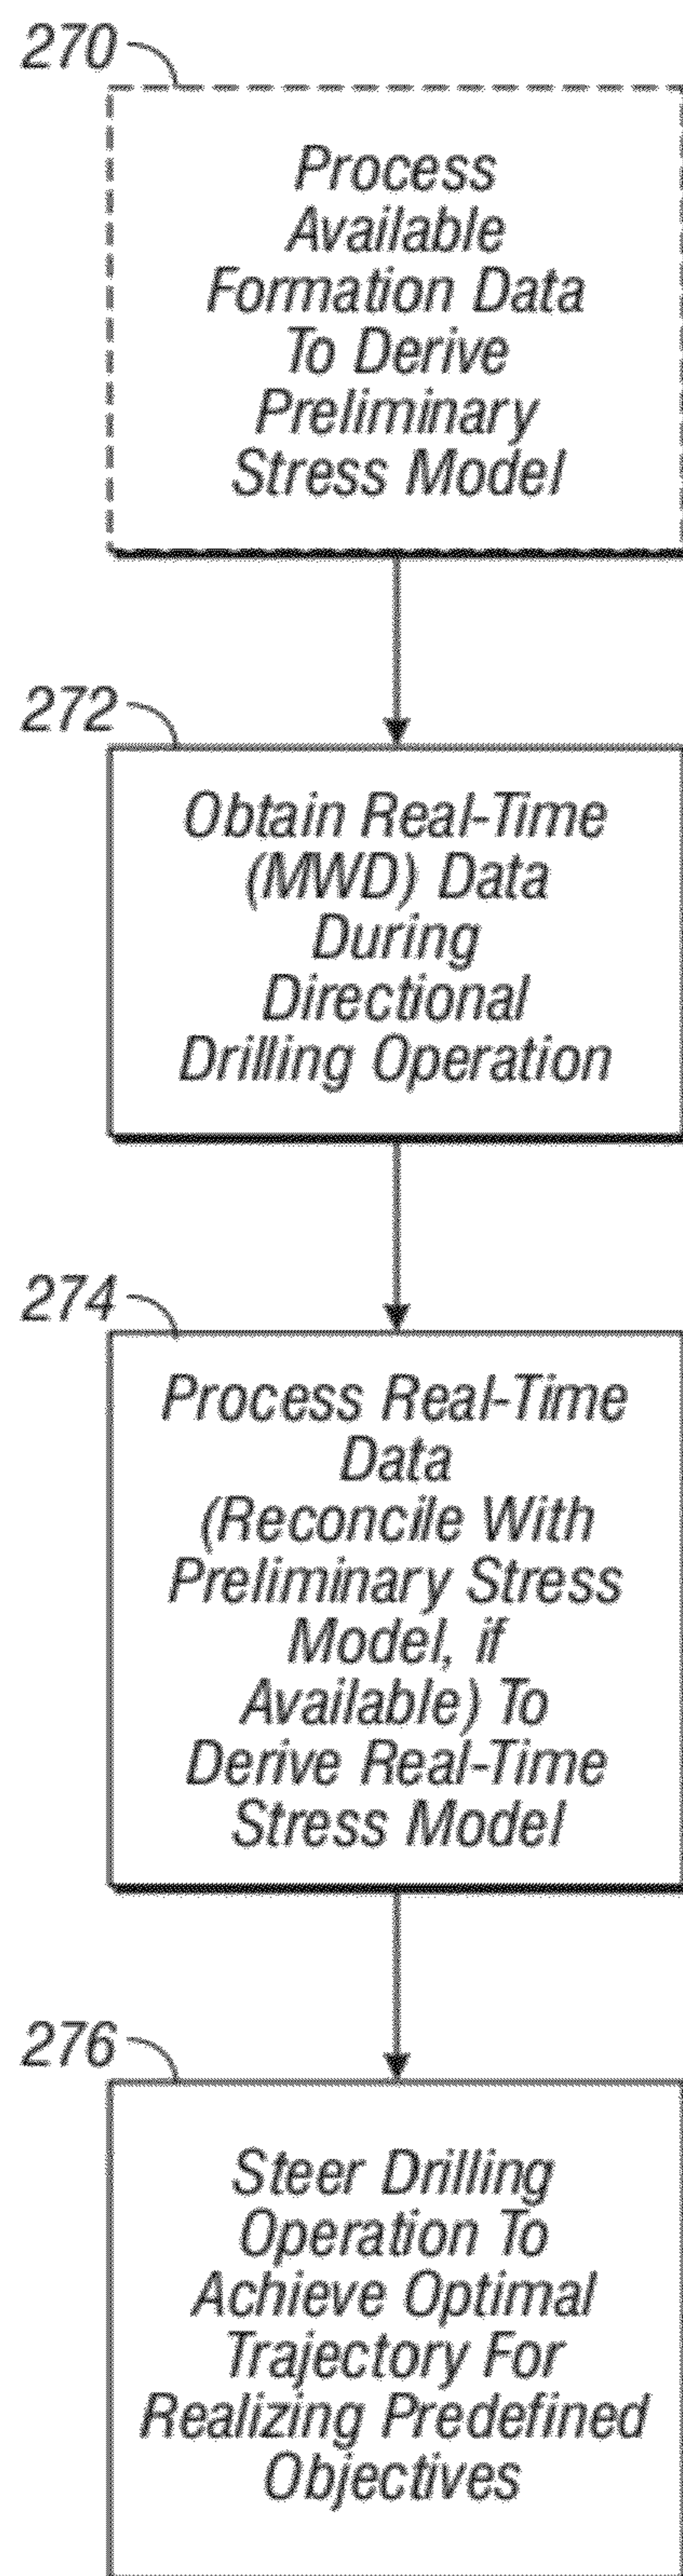 270
Process
Available
Formation Data
To Derive
Preliminary
Stress Model
272
Obtain Real-Time
(MWD) Data
During
Directional
Drilling Operation
274
Process Real-Time
Data
(Reconcile With
Preliminary Stress
Model, if
Available) To
Derive Real-Time
Stress Model
276
Steer Drilling
Operation To
Achieve Optimal
Trajectory For
Realizing Predefined
Objectives